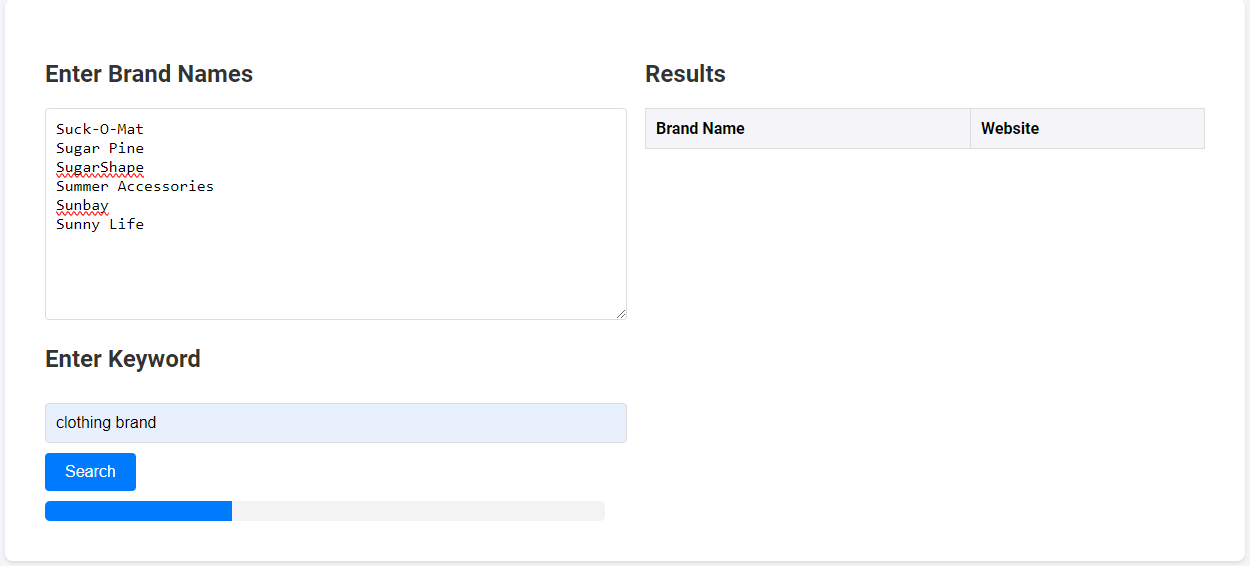 Enter Brand Names
Suck-O-Mat
Sugar Pine
SugarShape
Summer Accessories
Sunbay
Sunny Life
Enter Keyword
clothing brand
Search
Results
Brand Name Website